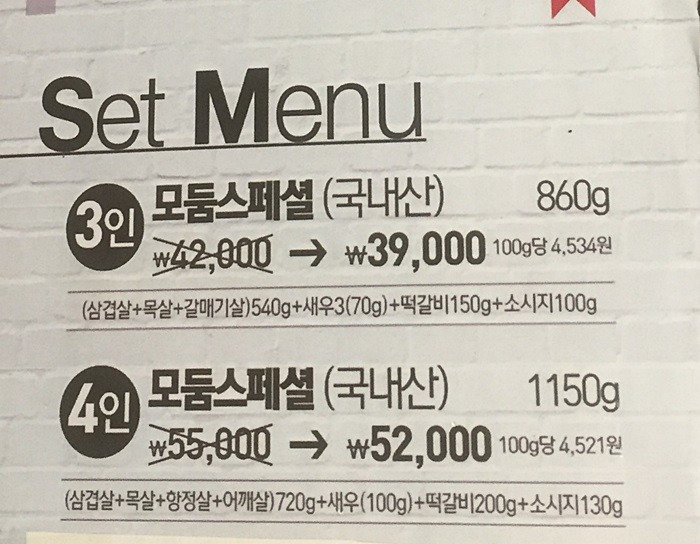 Set Menu
3인 모둠스페셜 (국내산) 860g
₩42,000 → ₩39,000 100g당 4,534원
(삼겹살+목살+갈매기살)540g+새우3(70g)+떡갈비150g+소시지100g
4인 모둠스페셜 (국내산) 1150g
₩55,000 → ₩52,000 100g당 4,521원
(삼겹살+목살+항정살+어깨살)720g+새우(100g)+떡갈비200g+소시지130g